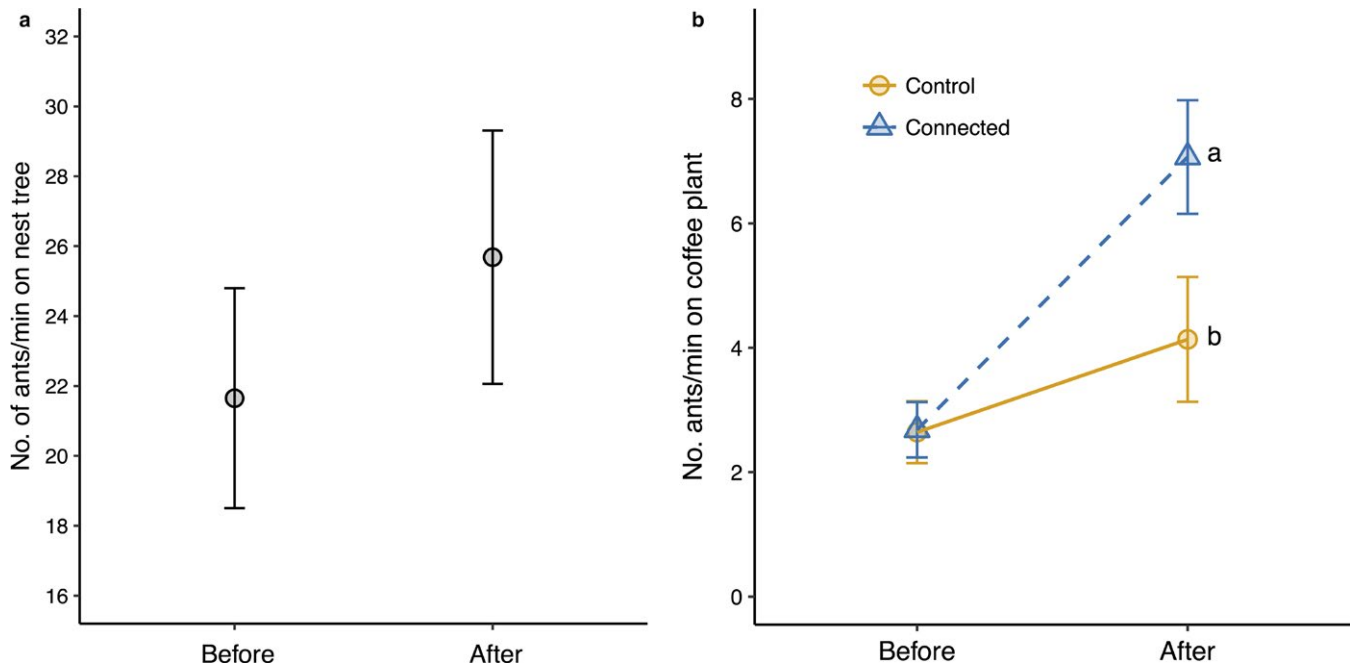 a
No. of ants/min on nest tree
32
30
28
26
24
22
20
18
16
Before
After
b
No. ants/min on coffee plant
8
6
4
2
0
Control
Connected
a
b
Before
After